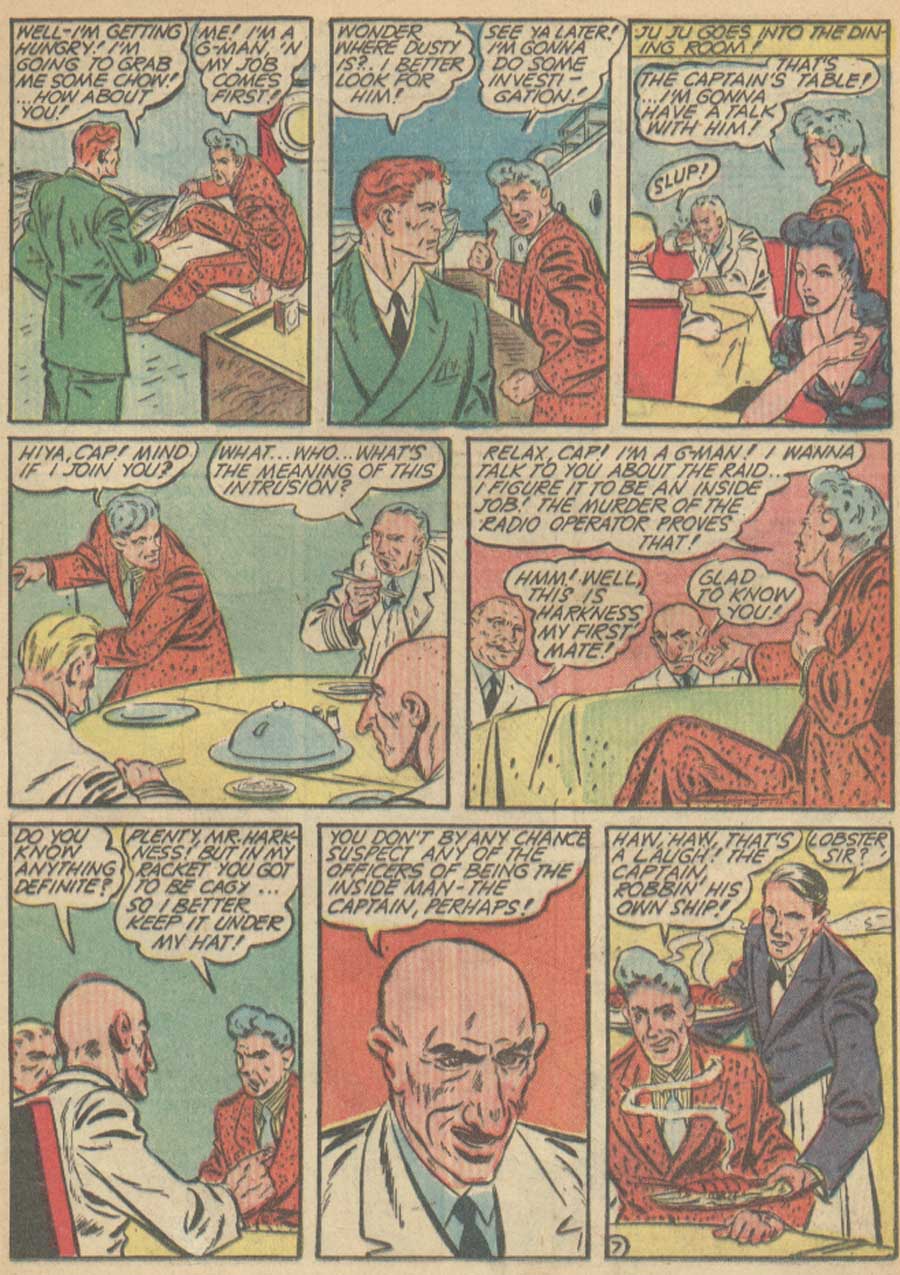 WELL-I'M GETTING
HUNGRY! I'M
GOING TO GRAB
ME SOME CHOW!
...HOW ABOUT
YOU!
ME! I'M A
G-MAN, 'N
MY JOB
COMES
FIRST!
WONDER
WHERE DUSTY
IS?.. I BETTER
LOOK FOR
HIM!
SEE YA LATER!
I'M GONNA
DO SOME
INVESTI-
GATION!
JU JU GOES INTO THE DIN-
ING ROOM!
THAT'S
THE CAPTAIN'S TABLE!
...I'M GONNA
HAVE A TALK
WITH HIM!
SLUP!
HIYA, CAP! MIND
IF I JOIN YOU?
WHAT... WHO... WHAT'S
THE MEANING OF THIS
INTRUSION?
RELAX, CAP! I'M A G-MAN! I WANNA
TALK TO YOU ABOUT THE RAID...
I FIGURE IT TO BE AN INSIDE
JOB! THE MURDER OF THE
RADIO OPERATOR PROVES
THAT!
HMM! WELL,
THIS IS
HARKNESS
MY FIRST
MATE!
GLAD
TO KNOW
YOU!
DO YOU
KNOW
ANYTHING
DEFINITE?
PLENTY, MR. HARK-
NESS! BUT IN MY
RACKET YOU GOT
TO BE CAGY...
SO I BETTER
KEEP IT UNDER
MY HAT!
YOU DON'T BY ANY CHANCE
SUSPECT ANY OF THE
OFFICERS OF BEING THE
INSIDE MAN-THE
CAPTAIN, PERHAPS!
HAW, HAW, THAT'S
A LAUGH! THE
CAPTAIN,
ROBBIN' HIS
OWN SHIP!
LOBSTER
SIR?
7